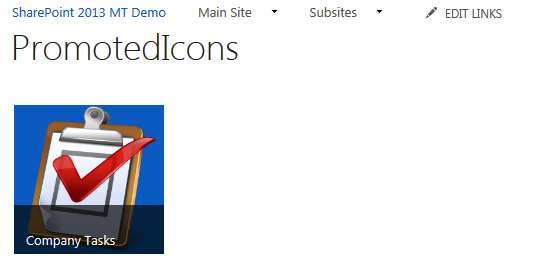 SharePoint 2013 MT Demo Main Site Subsites EDIT LINKS
PromotedIcons
Company Tasks